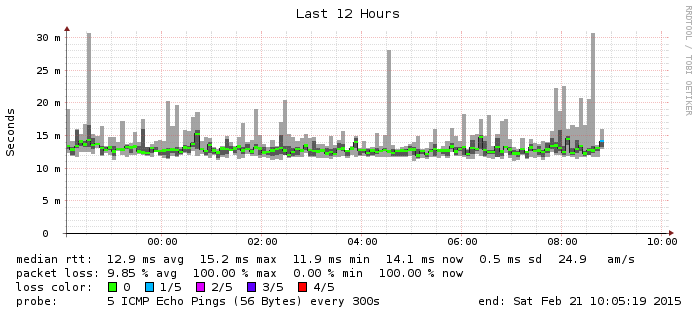 Last 12 Hours
RRDTOOL / TOBI OETIKER
Seconds
30 m
25 m
20 m
15 m
10 m
5 m
0
00:00 02:00 04:00 06:00 08:00 10:00
median rtt: 12.9 ms avg 15.2 ms max 11.9 ms min 14.1 ms now 0.5 ms sd 24.9 am/s
packet loss: 9.85 % avg 100.00 % max 0.00 % min 100.00 % now
loss color: 0 1/5 2/5 3/5 4/5
probe: 5 ICMP Echo Pings (56 Bytes) every 300s end: Sat Feb 21 10:05:19 2015